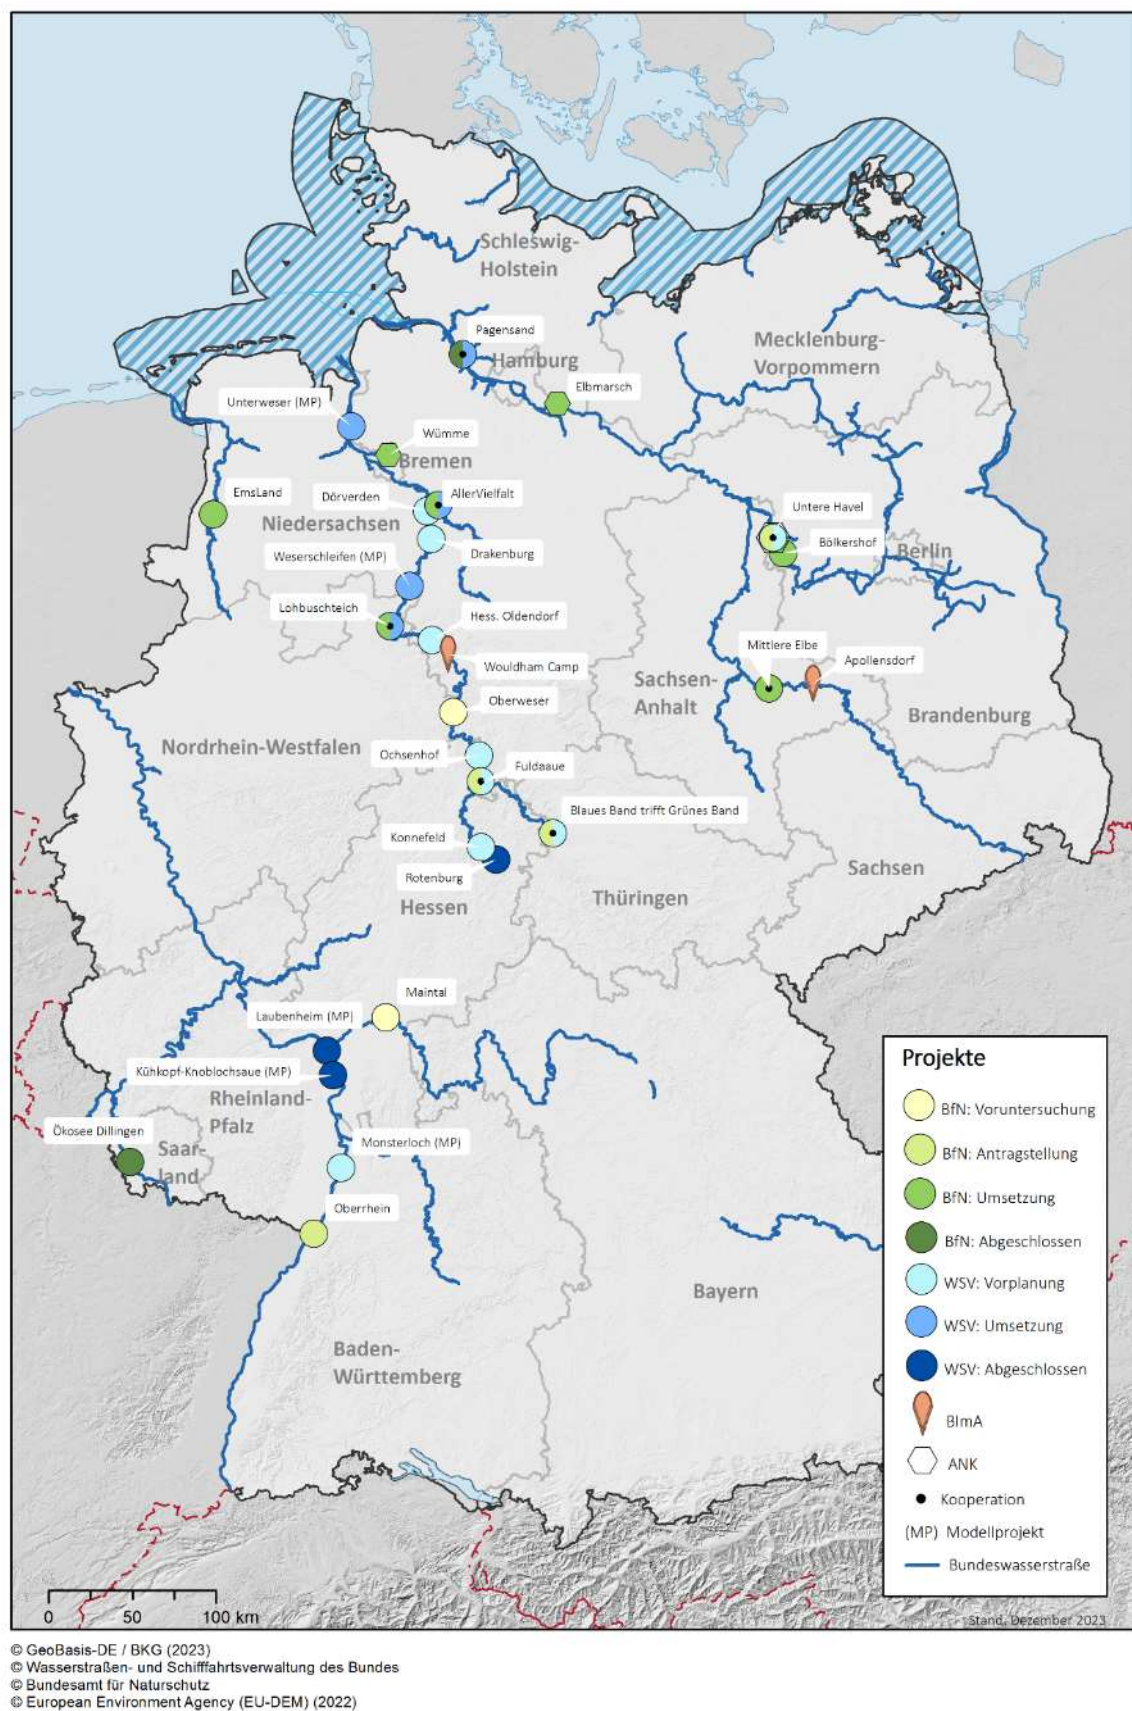 Schleswig-
Holstein
Pagensand
Hamburg
Mecklenburg-
Vorpommern
Elbmarsch
Unterweser (MP)
Wümme
Bremen
EmsLand
Dörverden
AllerVielfalt
Niedersachsen
Untere Havel
Bölkershof
Berlin
Drakenburg
Weserschleifen (MP)
Lohbuschteich
Hess. Oldendorf
Wouldham Camp
Mittlere Elbe
Apollensdorf
Sachsen-
Anhalt
Brandenburg
Oberweser
Nordrhein-Westfalen
Ochsenhof
Fuldaaue
Blaues Band trifft Grünes Band
Konnefeld
Rotenburg
Sachsen
Hessen
Thüringen
Maintal
Laubenheim (MP)
Kühkopf-Knoblochsaue (MP)
Rheinland-
Pfalz
Ökosee Dillingen
Saar-
land
Monsterloch (MP)
Oberrhein
Bayern
Baden-
Württemberg
Projekte
BfN: Voruntersuchung
BfN: Antragstellung
BfN: Umsetzung
BfN: Abgeschlossen
WSV: Vorplanung
WSV: Umsetzung
WSV: Abgeschlossen
BImA
ANK
Kooperation
(MP) Modellprojekt
Bundeswasserstraße
0 50 100 km
Stand, Dezember 2023
© GeoBasis-DE / BKG (2023)
© Wasserstraßen- und Schifffahrtsverwaltung des Bundes
© Bundesamt für Naturschutz
© European Environment Agency (EU-DEM) (2022)